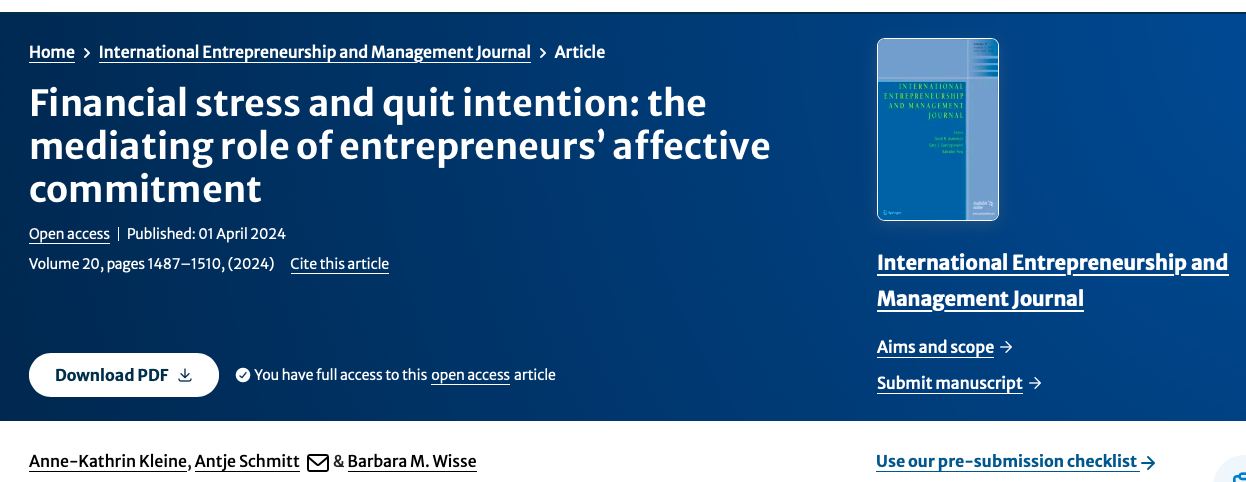 Home > International Entrepreneurship and Management Journal > Article
Financial stress and quit intention: the
mediating role of entrepreneurs’ affective
commitment
Open access | Published: 01 April 2024
Volume 20, pages 1487–1510, (2024) Cite this article
Download PDF
You have full access to this open access article
INTERNATIONAL
ENTREPRENEURSHIP
AND MANAGEMENT
JOURNAL
International Entrepreneurship and
Management Journal
Aims and scope →
Submit manuscript →
Anne-Kathrin Kleine, Antje Schmitt & Barbara M. Wisse
Use our pre-submission checklist →